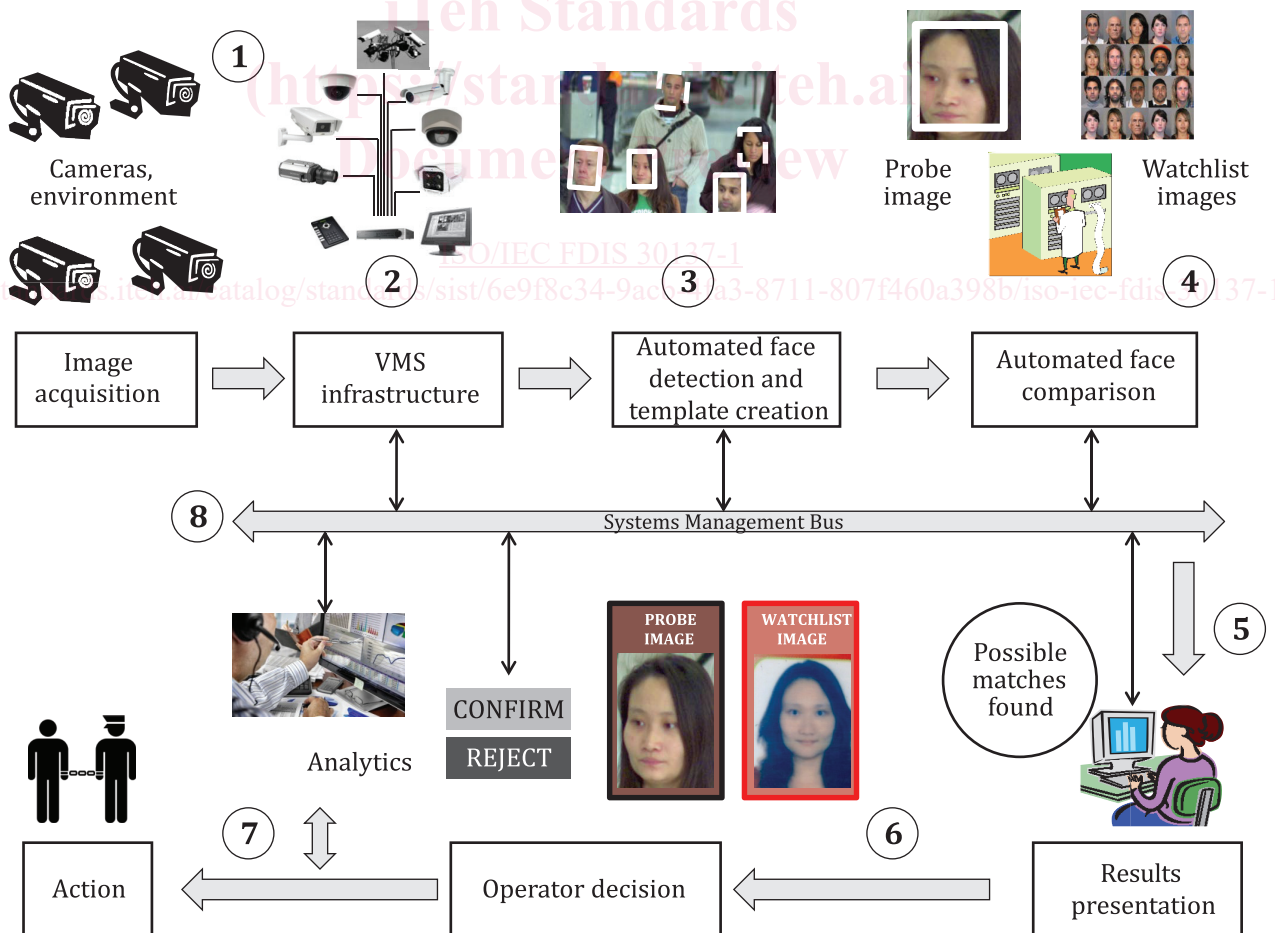 iTeh Standards
(https://standards.iteh.ai)
Document Preview
ISO/IEC FDIS 30137-1
1
Cameras,
environment
2
3
Probe
image
Watchlist
images
4
Image
acquisition
VMS
infrastructure
Automated face
detection and
template creation
Automated face
comparison
8
Systems Management Bus
PROBE
IMAGE
WATCHLIST
IMAGE
5
Possible
matches
found
CONFIRM
REJECT
Analytics
7
6
Action
Operator decision
Results
presentation